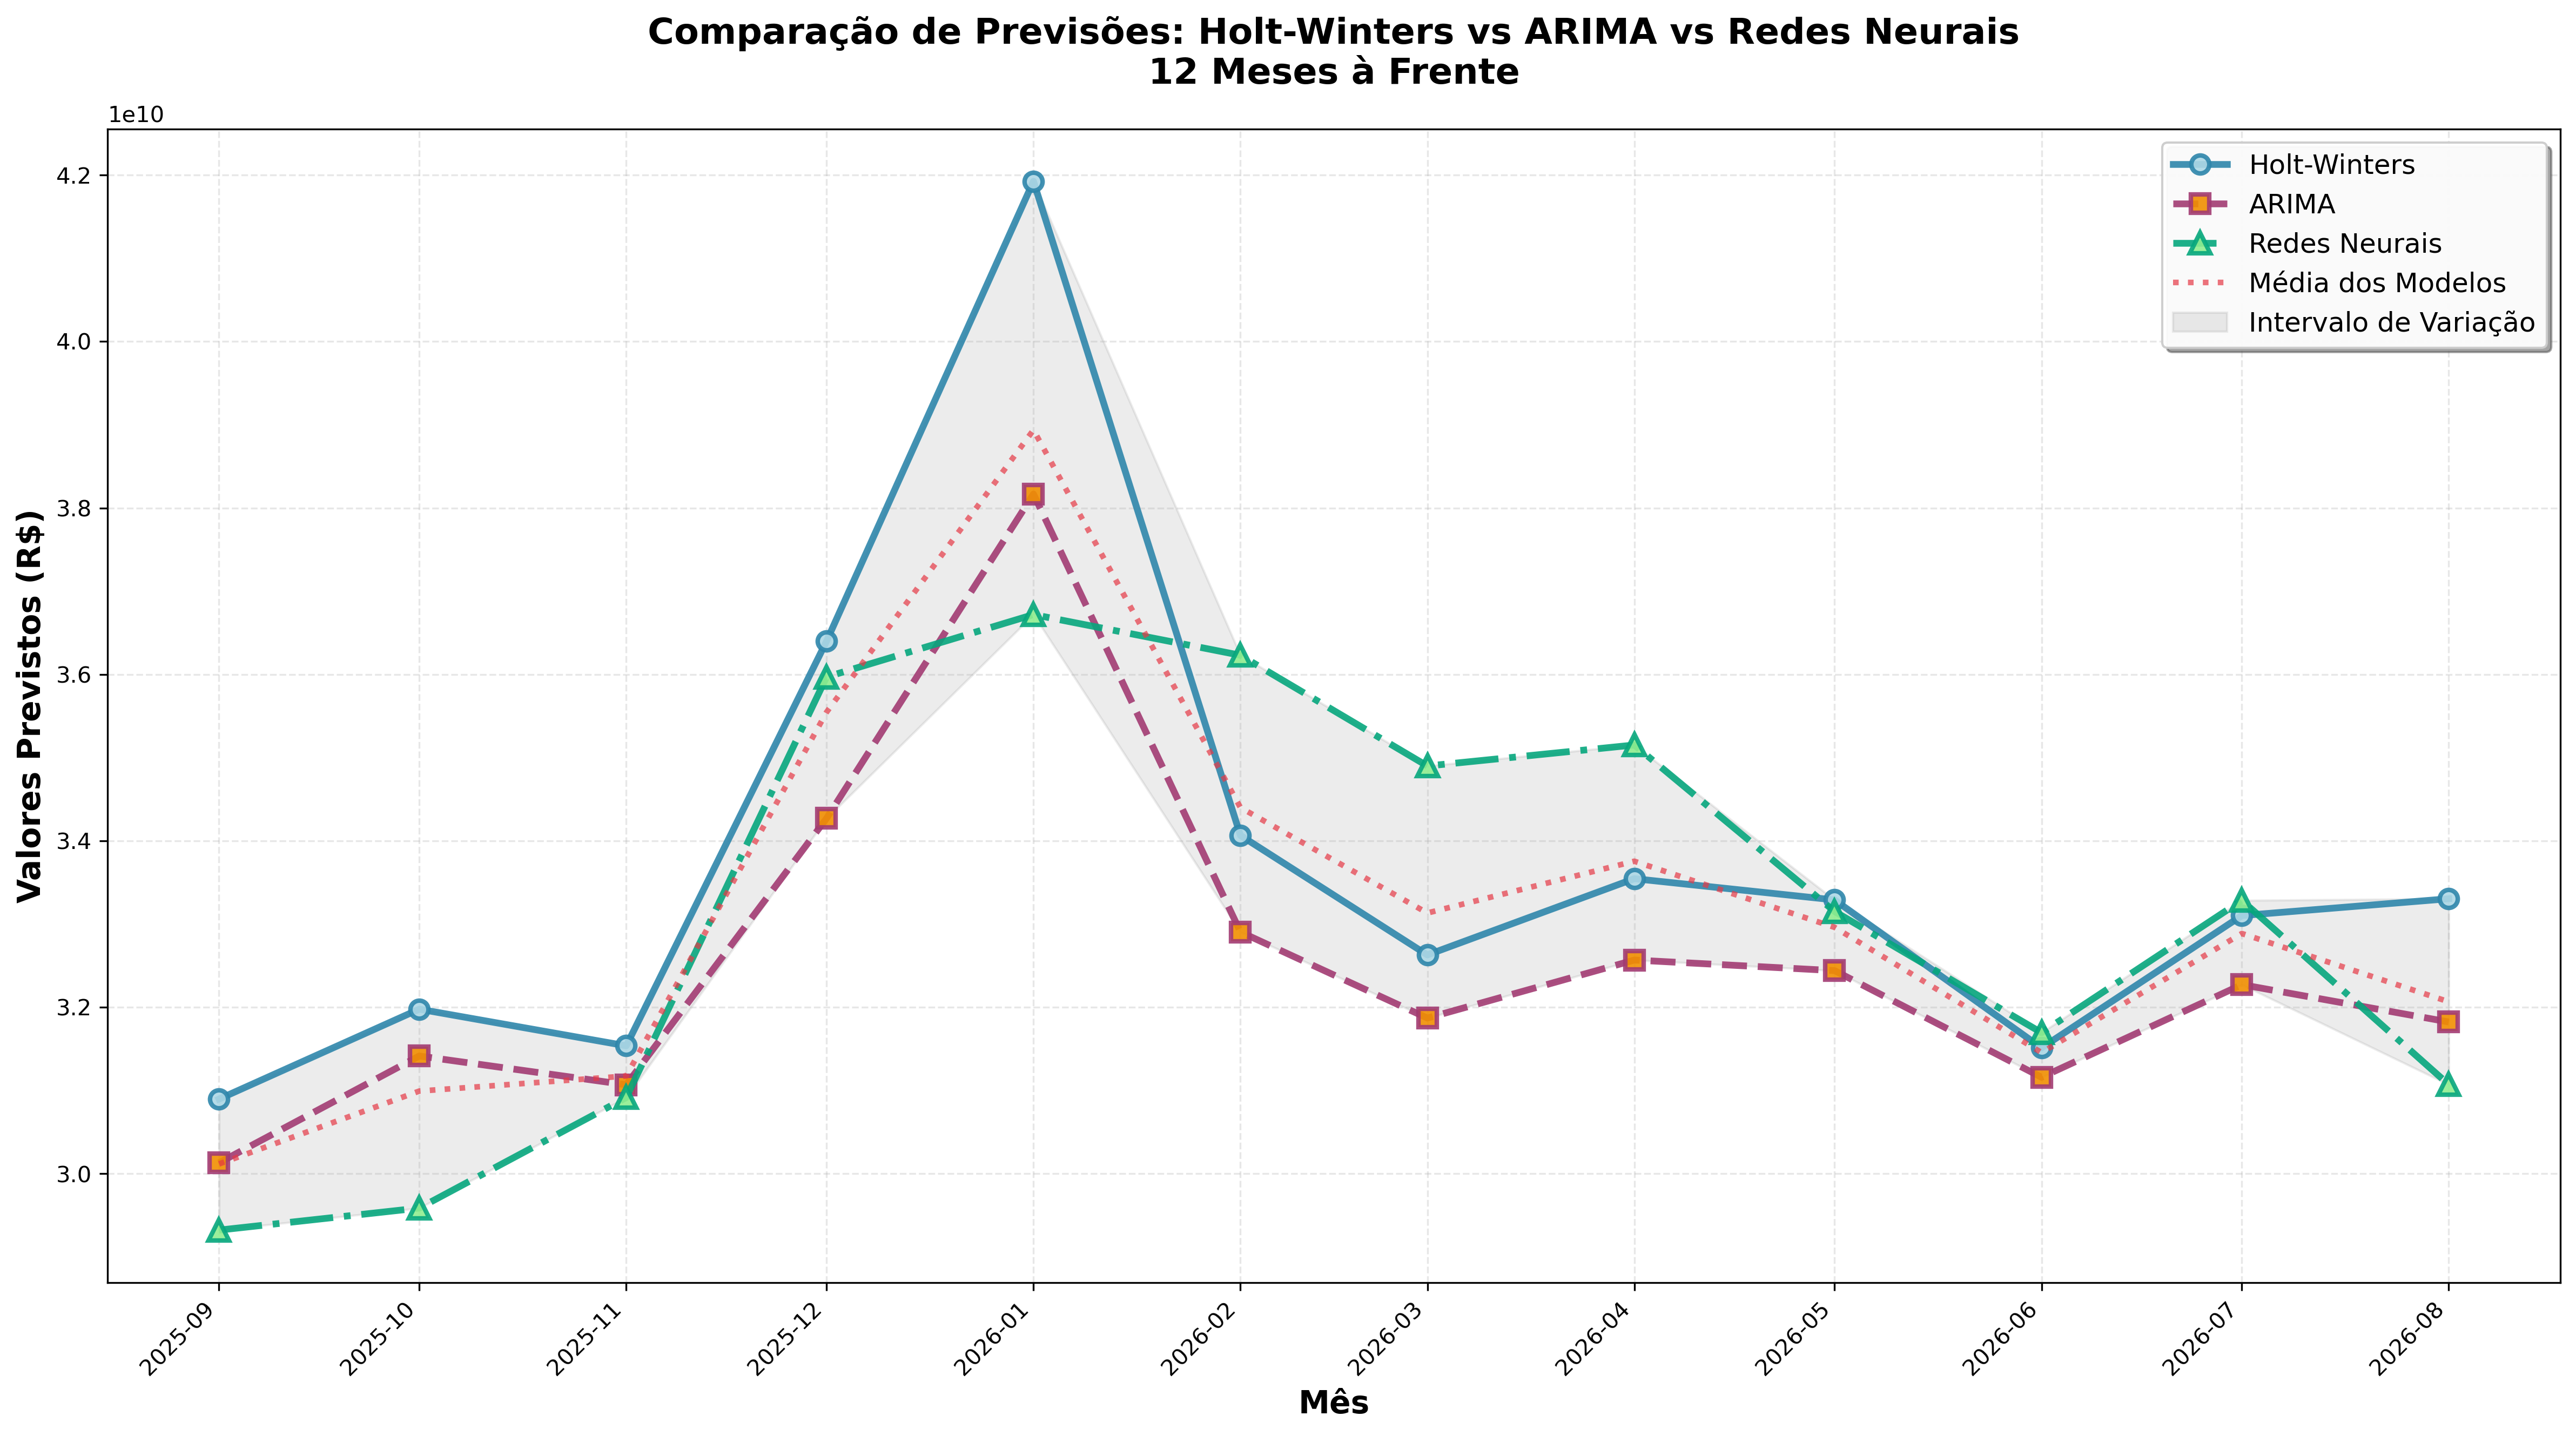 Comparação de Previsões: Holt-Winters vs ARIMA vs Redes Neurais
12 Meses à Frente
1e10
Holt-Winters
ARIMA
Redes Neurais
Média dos Modelos
Intervalo de Variação
4.2
4.0
3.8
3.6
3.4
3.2
3.0
Valores Previstos (R$)
2025-09
2025-10
2025-11
2025-12
2026-01
2026-02
2026-03
2026-04
2026-05
2026-06
2026-07
2026-08
Mês